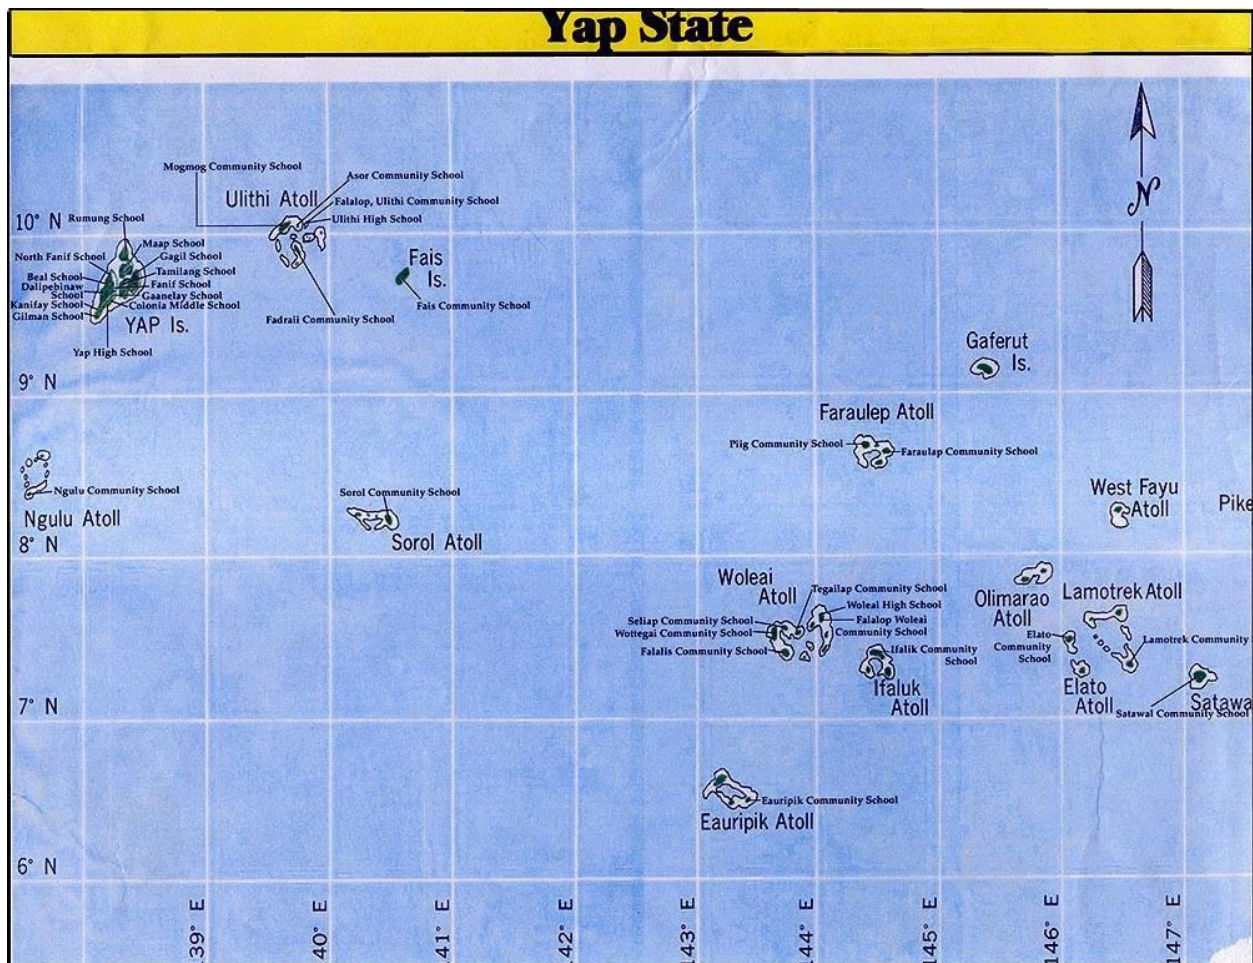 Yap State
Mogmog Community School
Asor Community School
Ulithi Atoll
Falalop, Ulithi Community School
Ulithi High School
10° N
Rumung School
Maap School
North Fanif School
Gagil School
Fais
Is.
Beal School
Tamilang School
Dalipebinaw
School
Fanif School
Gaanelay School
Kanifay School
Colonia Middle School
Gilman School
YAP Is.
Fadraii Community School
Fais Community School
Yap High School
Gaferut
Is.
9° N
Faraulep Atoll
Piig Community School
Faraulap Community School
Ngulu Community School
Ngulu Atoll
Sorol Community School
Sorol Atoll
West Fayu
Atoll
Pike
N
8° N
Woleai
Atoll
Tegailap Community School
Woleai High School
Seliap Community School
Falalop Woleai
Community School
Wottegai Community School
Falalis Community School
Ifalik Community
School
Ifaluk
Atoll
Olimarao
Atoll
Lamotrek Atoll
Elato
Community
School
Lamotrek Community
Elato
Atoll
Satawa
Satawal Community School
7° N
Eauripik Community School
Eauripik Atoll
6° N
39° E
40° E
41° E
42° E
143° E
144° E
145° E
146° E
147° E